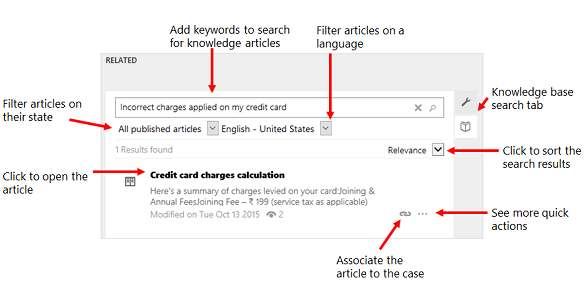 Add keywords to search
for knowledge articles
Filter articles on a
language
RELATED
Knowledge base
search tab
Filter articles on
their state
Incorrect charges applied on my credit card
All published articles
English - United States
1 Results found
Relevance
Click to sort the
search results
Click to open the
article
Credit card charges calculation
Here's a summary of charges levied on your cardJoining &
Annual FeesJoining Fee – ₹ 199 (service tax as applicable)
Modified on Tue Oct 13 2015
2
See more quick
actions
Associate the
article to the case